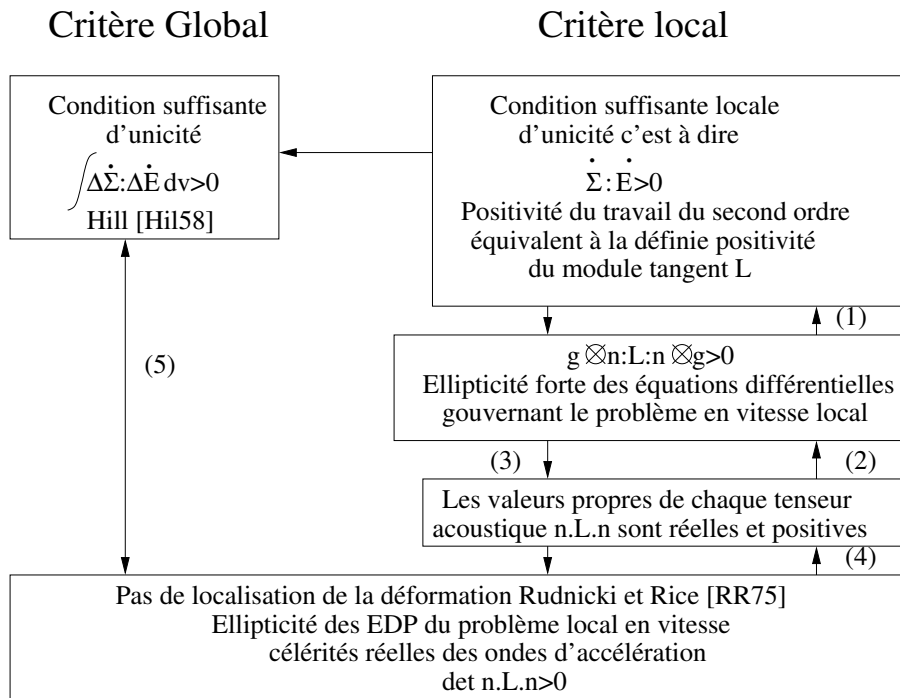 Critère Global
Critère local
Condition suffisante
d'unicité
∫ΔΣ̇:ΔĖ dv>0
Hill [Hil58]
Condition suffisante locale
d'unicité c'est à dire
Σ̇ : Ė>0
Positivité du travail du second ordre
équivalent à la définie positivité
du module tangent L
(1)
g ⊗n:L:n ⊗g>0
Ellipticité forte des équations différentielles
gouvernant le problème en vitesse local
(5)
(3)
(2)
Les valeurs propres de chaque tenseur
acoustique n.L.n sont réelles et positives
(4)
Pas de localisation de la déformation Rudnicki et Rice [RR75]
Ellipticité des EDP du problème local en vitesse
célérités réelles des ondes d'accélération
det n.L.n>0